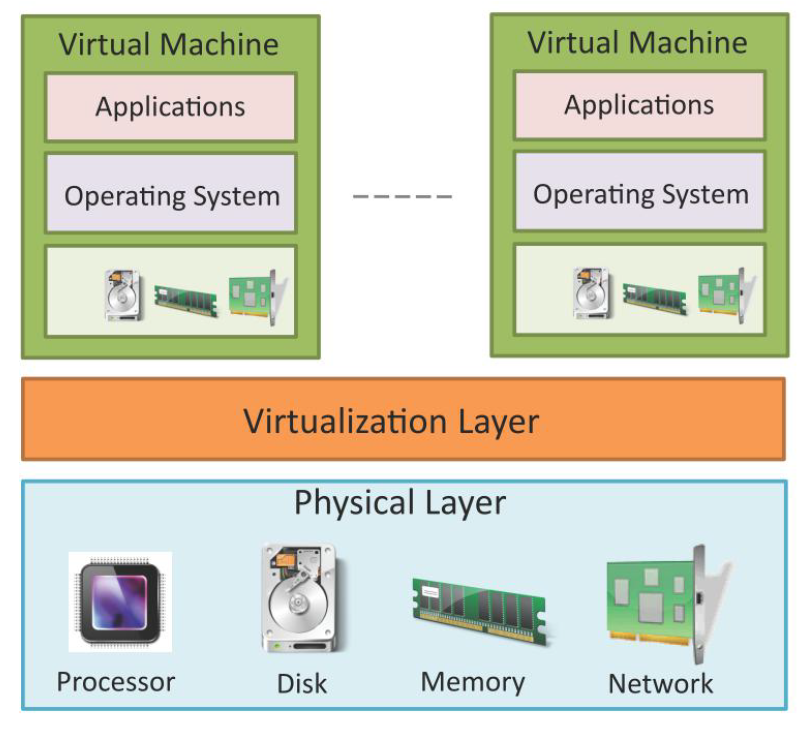 Virtual Machine
Applications
Operating System
Virtual Machine
Applications
Operating System
Virtualization Layer
Physical Layer
Processor
Disk
Memory
Network